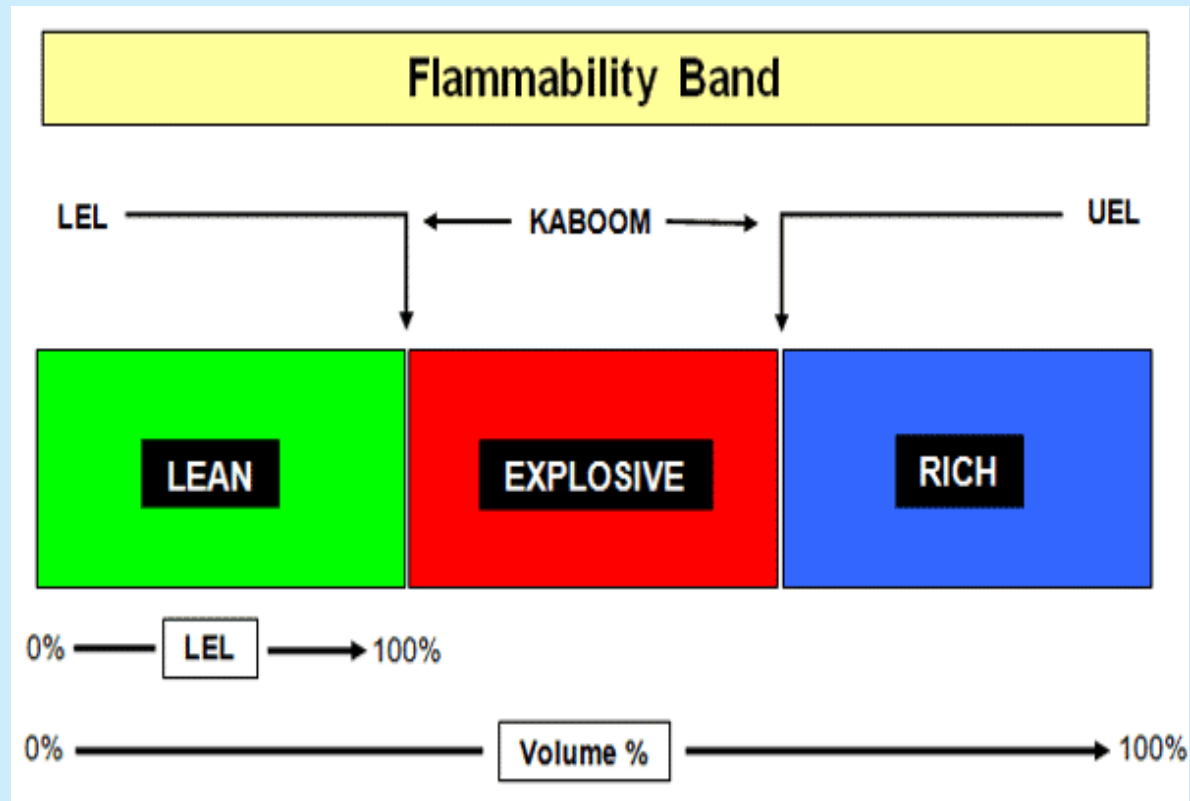 Flammability Band
LEL KABOOM UEL
LEAN EXPLOSIVE RICH
0% LEL 100%
0% Volume % 100%